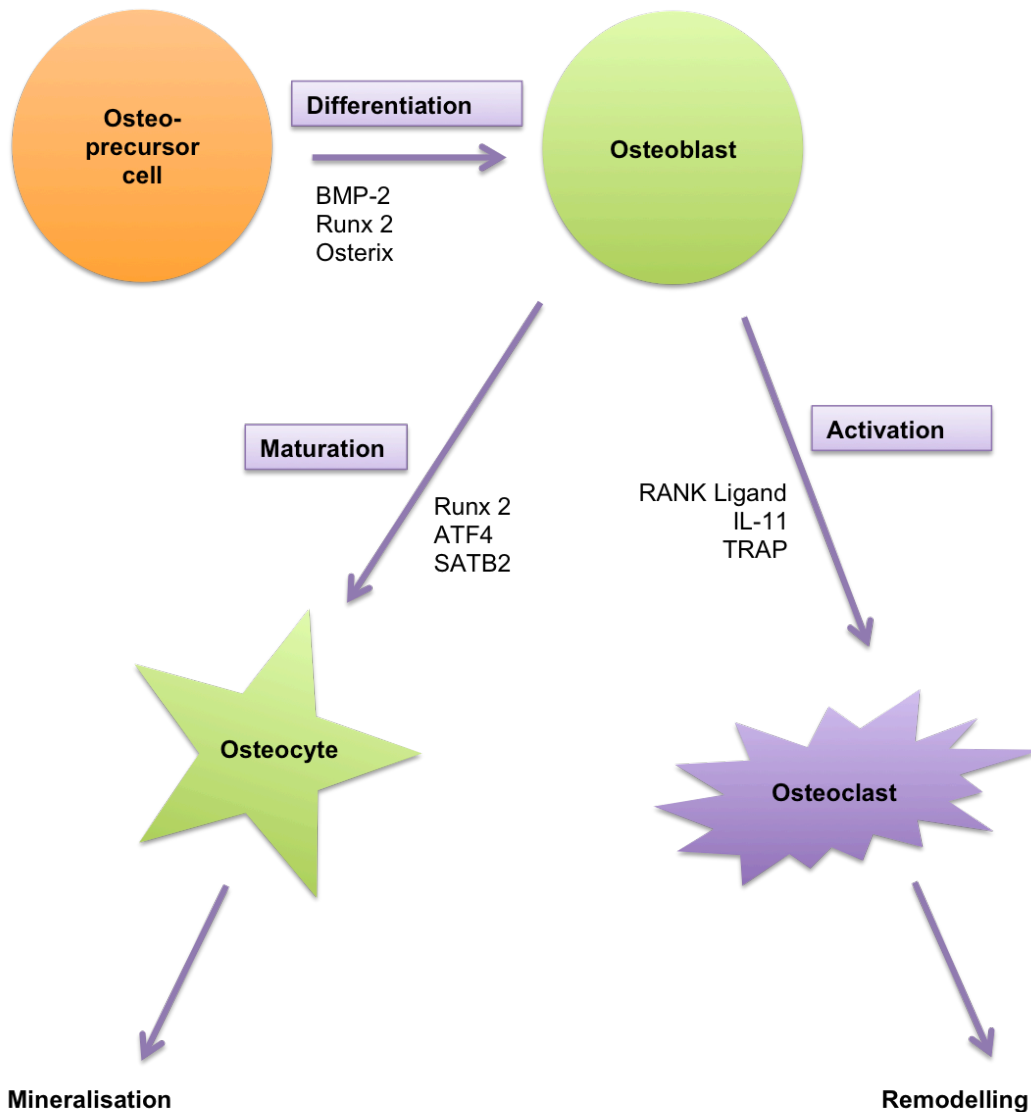 Osteo-
precursor
cell
Differentiation
BMP-2
Runx 2
Osterix
Osteoblast
Maturation
Runx 2
ATF4
SATB2
Activation
RANK Ligand
IL-11
TRAP
Osteocyte
Osteoclast
Mineralisation
Remodelling